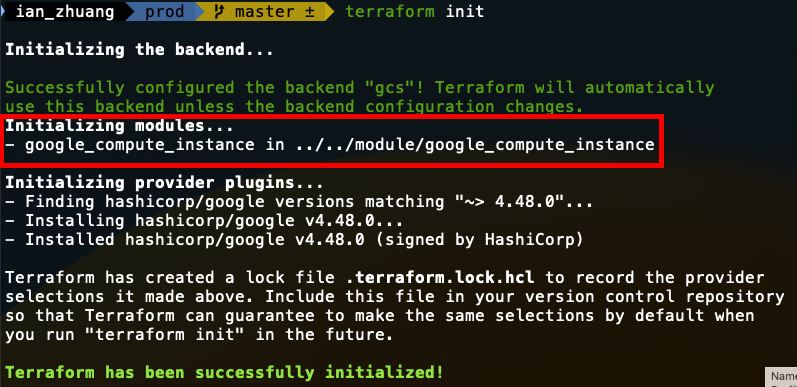 ian_zhuang prod master ± terraform init
Initializing the backend...
Successfully configured the backend "gcs"! Terraform will automatically
use this backend unless the backend configuration changes.
Initializing modules...
- google_compute_instance in ../../module/google_compute_instance
Initializing provider plugins...
- Finding hashicorp/google versions matching "~> 4.48.0"...
- Installing hashicorp/google v4.48.0...
- Installed hashicorp/google v4.48.0 (signed by HashiCorp)
Terraform has created a lock file .terraform.lock.hcl to record the provider
selections it made above. Include this file in your version control repository
so that Terraform can guarantee to make the same selections by default when
you run "terraform init" in the future.
Terraform has been successfully initialized!
Name